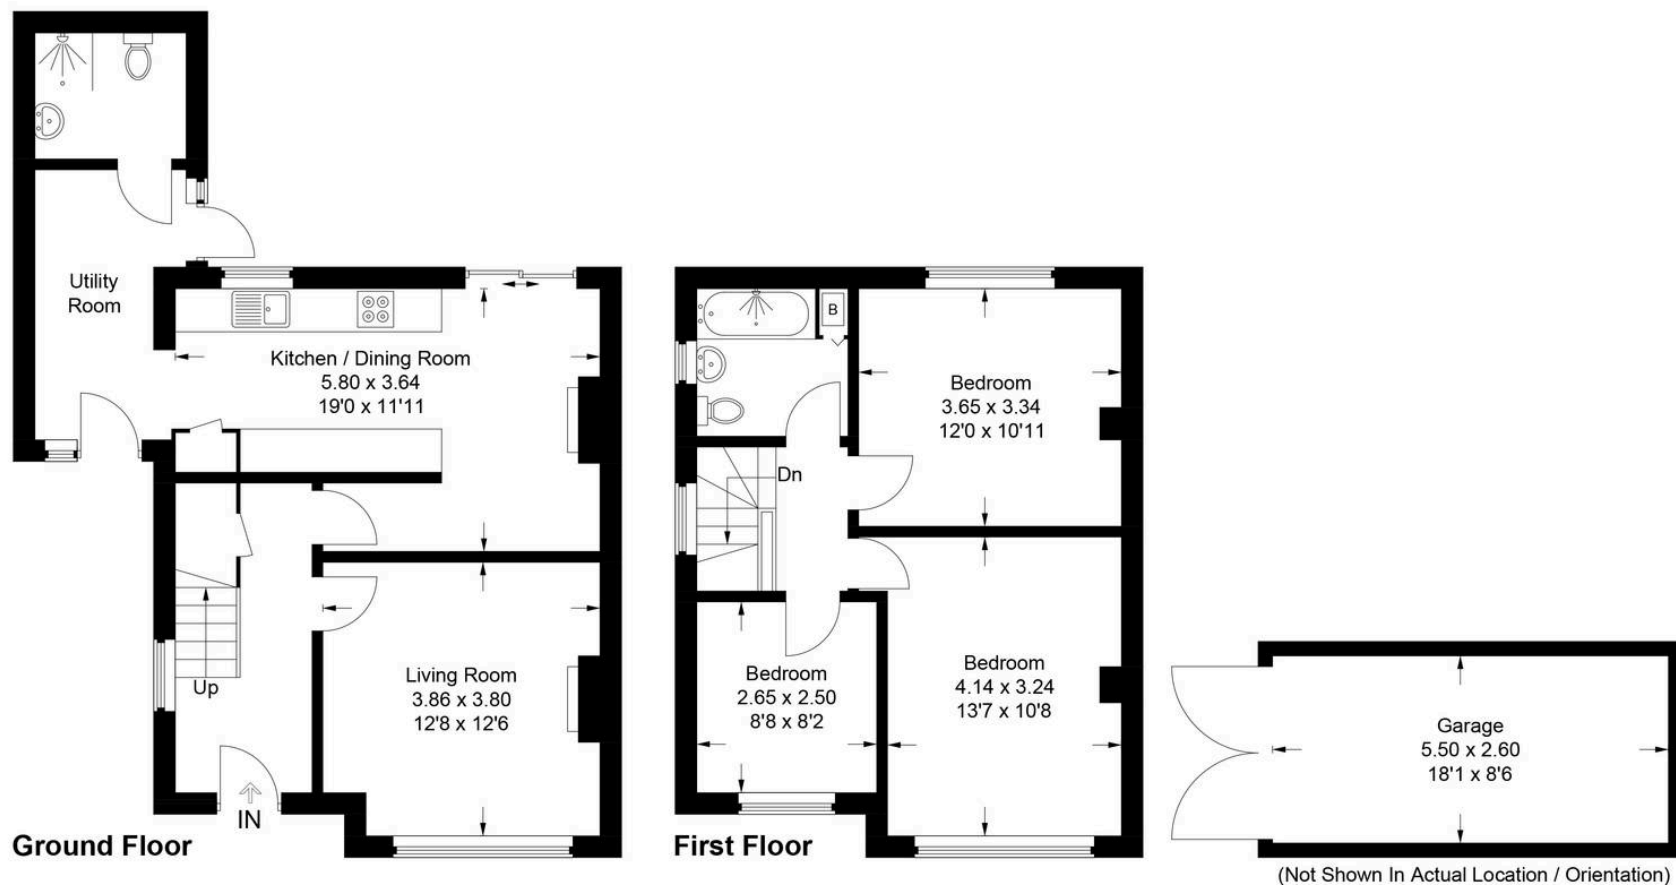 Utility
Room
Kitchen / Dining Room
5.80 x 3.64
19'0 x 11'11
Living Room
3.86 x 3.80
12'8 x 12'6
Up
IN
Ground Floor
B
Bedroom
3.65 x 3.34
12'0 x 10'11
Dn
Bedroom
2.65 x 2.50
8'8 x 8'2
Bedroom
4.14 x 3.24
13'7 x 10'8
First Floor
Garage
5.50 x 2.60
18'1 x 8'6
(Not Shown In Actual Location / Orientation)